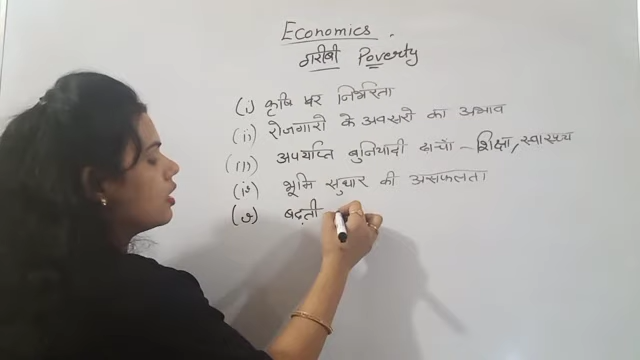 Economics
गरीबी Poverty
(i) कृषि पर निर्भरता
(ii) रोजगारो के अवसरो का अभाव
(iii) अपर्याप्त बुनियादी ढाचाँ - शिक्षा, स्वास्थ्य
(iv) भूमि सुधार की असफलता
(v) बढ़ती